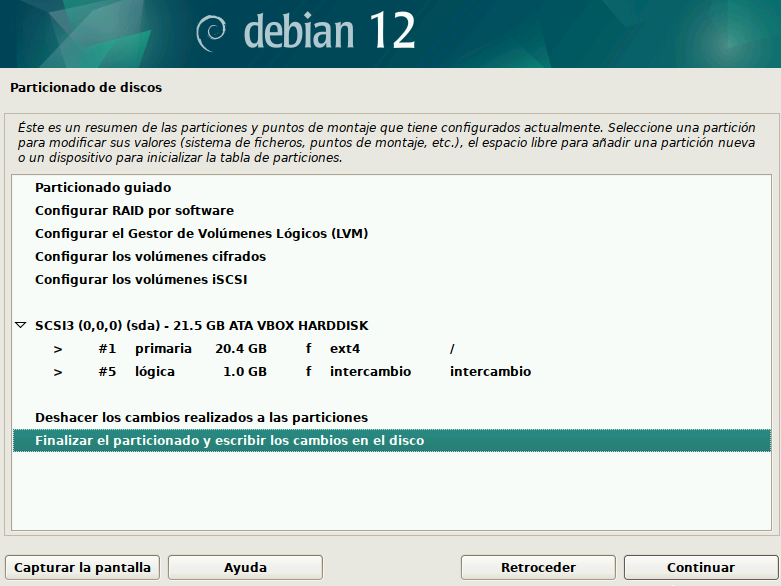 debian 12
Particionado de discos
Éste es un resumen de las particiones y puntos de montaje que tiene configurados actualmente. Seleccione una partición
para modificar sus valores (sistema de ficheros, puntos de montaje, etc.), el espacio libre para añadir una partición nueva
o un dispositivo para inicializar la tabla de particiones.
Particionado guiado
Configurar RAID por software
Configurar el Gestor de Volúmenes Lógicos (LVM)
Configurar los volúmenes cifrados
Configurar los volúmenes iSCSI
SCSI3 (0,0,0) (sda) - 21.5 GB ATA VBOX HARDDISK
> #1 primaria 20.4 GB f ext4 /
> #5 lógica 1.0 GB f intercambio intercambio
Deshacer los cambios realizados a las particiones
Finalizar el particionado y escribir los cambios en el disco
Capturar la pantalla Ayuda Retroceder Continuar